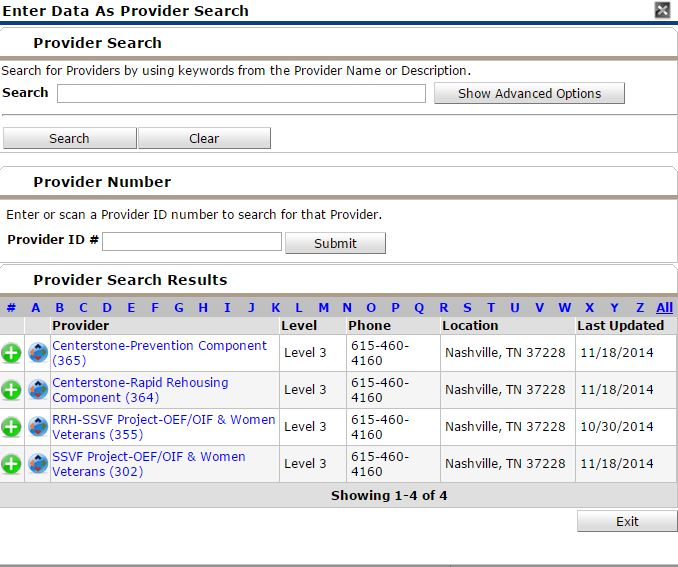 Enter Data As Provider Search
Provider Search
Search for Providers by using keywords from the Provider Name or Description.
Search Show Advanced Options
Search Clear
Provider Number
Enter or scan a Provider ID number to search for that Provider.
Provider ID # Submit
Provider Search Results
# A B C D E F G H I J K L M N O P Q R S T U V W X Y Z All
Provider Level Phone Location Last Updated
Centerstone-Prevention Component
(365) Level 3 615-460-
4160 Nashville, TN 37228 11/18/2014
Centerstone-Rapid Rehousing
Component (364) Level 3 615-460-
4160 Nashville, TN 37228 11/18/2014
RRH-SSVF Project-OEF/OIF & Women
Veterans (355) Level 3 615-460-
4160 Nashville, TN 37228 10/30/2014
SSVF Project-OEF/OIF & Women
Veterans (302) Level 3 615-460-
4160 Nashville, TN 37228 11/18/2014
Showing 1-4 of 4
Exit